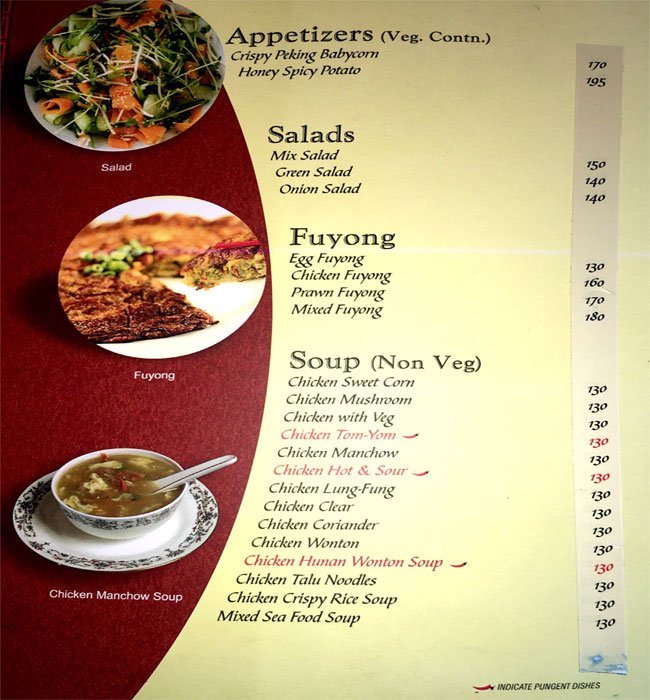 Appetizers (Veg. Contn.)
Crispy Peking Babycorn 170
Honey Spicy Potato 195
Salad
Salads
Mix Salad 150
Green Salad 140
Onion Salad 140
Fuyong
Egg Fuyong 130
Chicken Fuyong 160
Prawn Fuyong 170
Mixed Fuyong 180
Fuyong
Soup (Non Veg)
Chicken Sweet Corn 130
Chicken Mushroom 130
Chicken with Veg 130
Chicken Tom-Yom 130
Chicken Manchow 130
Chicken Hot & Sour 130
Chicken Lung-Fung 130
Chicken Clear 130
Chicken Coriander 130
Chicken Wonton 130
Chicken Hunan Wonton Soup 130
Chicken Talu Noodles 130
Chicken Crispy Rice Soup 130
Mixed Sea Food Soup 130
Chicken Manchow Soup
INDICATE PUNGENT DISHES